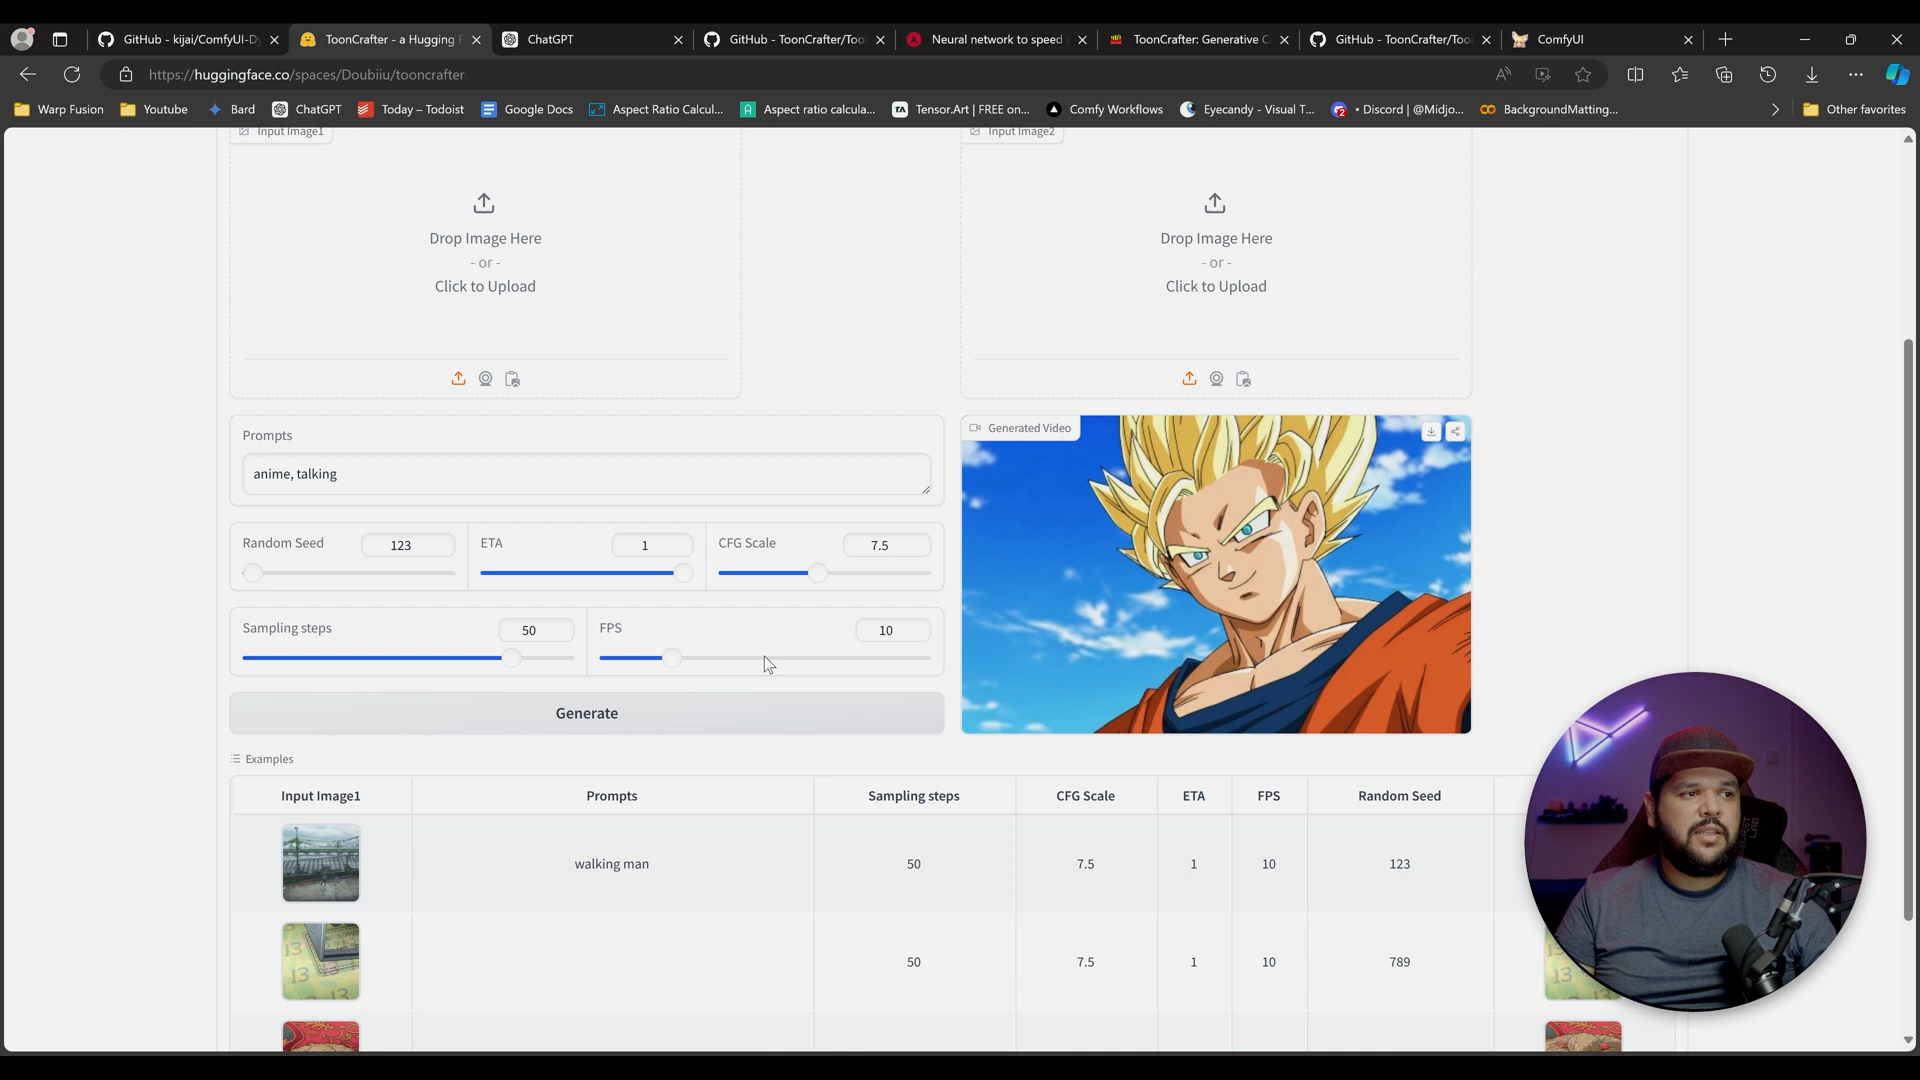 GitHub - kijai/ComfyUI-D
ToonCrafter - a Hugging F
ChatGPT
GitHub - ToonCrafter/Too
Neural network to speed
ToonCrafter: Generative C
GitHub - ToonCrafter/Too
ComfyUI
https://huggingface.co/spaces/Doubiiu/tooncrafter
Warp Fusion
Youtube
Bard
ChatGPT
Today – Todoist
Google Docs
Aspect Ratio Calcul...
Aspect ratio calcula...
Tensor.Art | FREE on...
Comfy Workflows
Eyecandy - Visual T...
• Discord | @Midjo...
BackgroundMatting...
Other favorites
Input Image1
Input Image2
Drop Image Here
- or -
Click to Upload
Drop Image Here
- or -
Click to Upload
Prompts
anime, talking
Generated Video
Random Seed
123
ETA
1
CFG Scale
7.5
Sampling steps
50
FPS
10
Generate
Examples
Input Image1 Prompts Sampling steps CFG Scale ETA FPS Random Seed
walking man 50 7.5 1 10 123
50 7.5 1 10 789